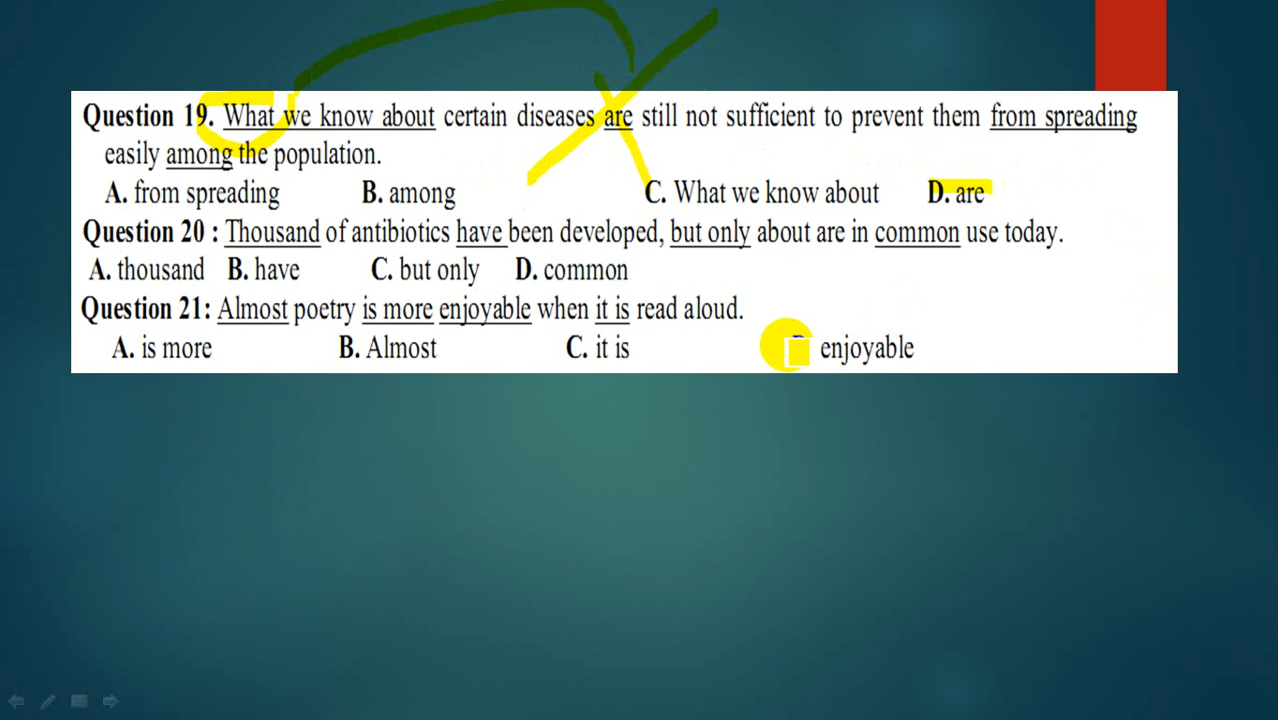 Question 19. What we know about certain diseases are still not sufficient to prevent them from spreading
easily among the population.
A. from spreading B. among C. What we know about D. are
Question 20 : Thousand of antibiotics have been developed, but only about are in common use today.
A. thousand B. have C. but only D. common
Question 21: Almost poetry is more enjoyable when it is read aloud.
A. is more B. Almost C. it is enjoyable